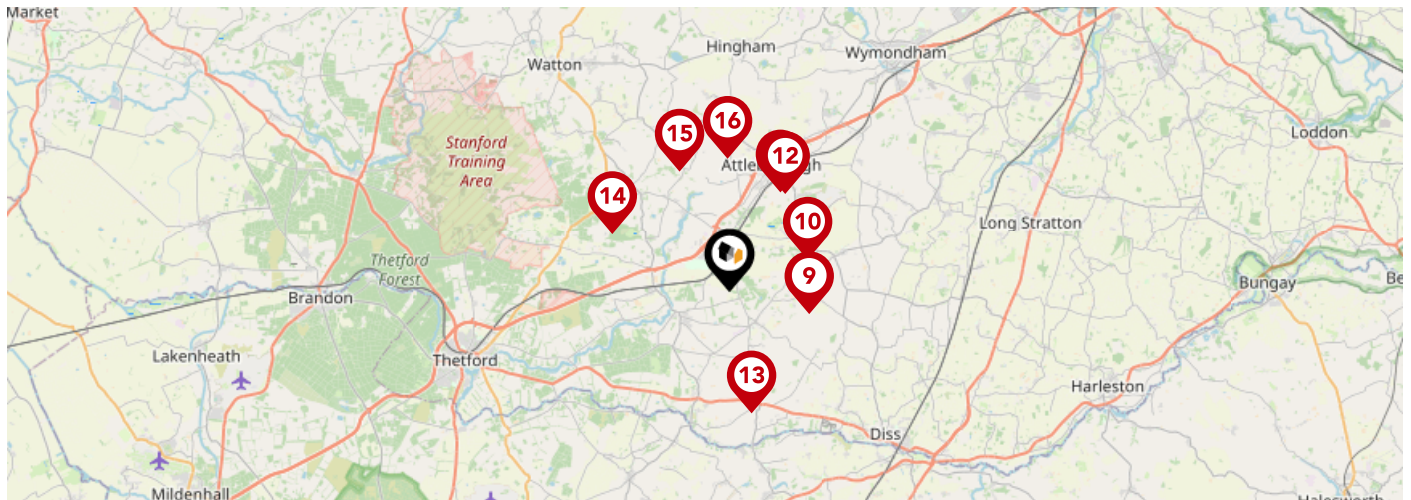 Market
Hingham
Wymondham
Watton
16
15
Loddon
Stanford
Training
Area
12
14
10
Long Stratton
Thetford
Forest
9
Bungay
Brandon
Lakenheath
Thetford
13
Harleston
Diss
Mildenhall
Halesworth